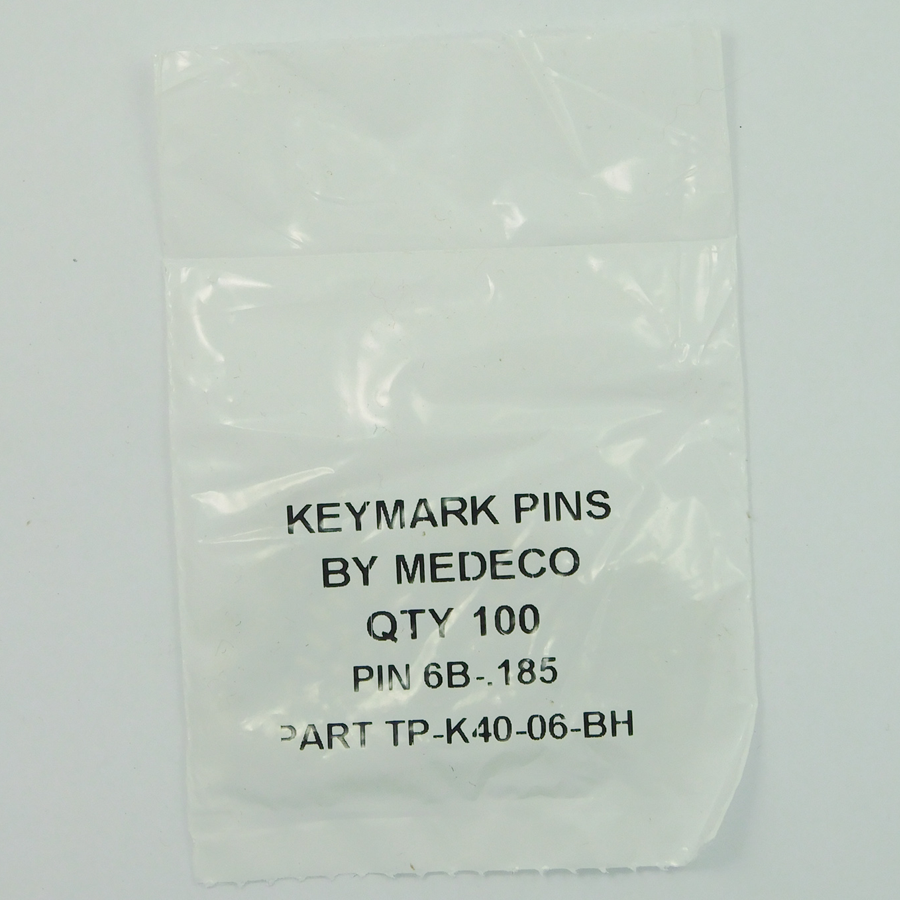 KEYMARK PINS
BY MEDECO
QTY 100
PIN 6B-.185
PART TP-K40-06-BH